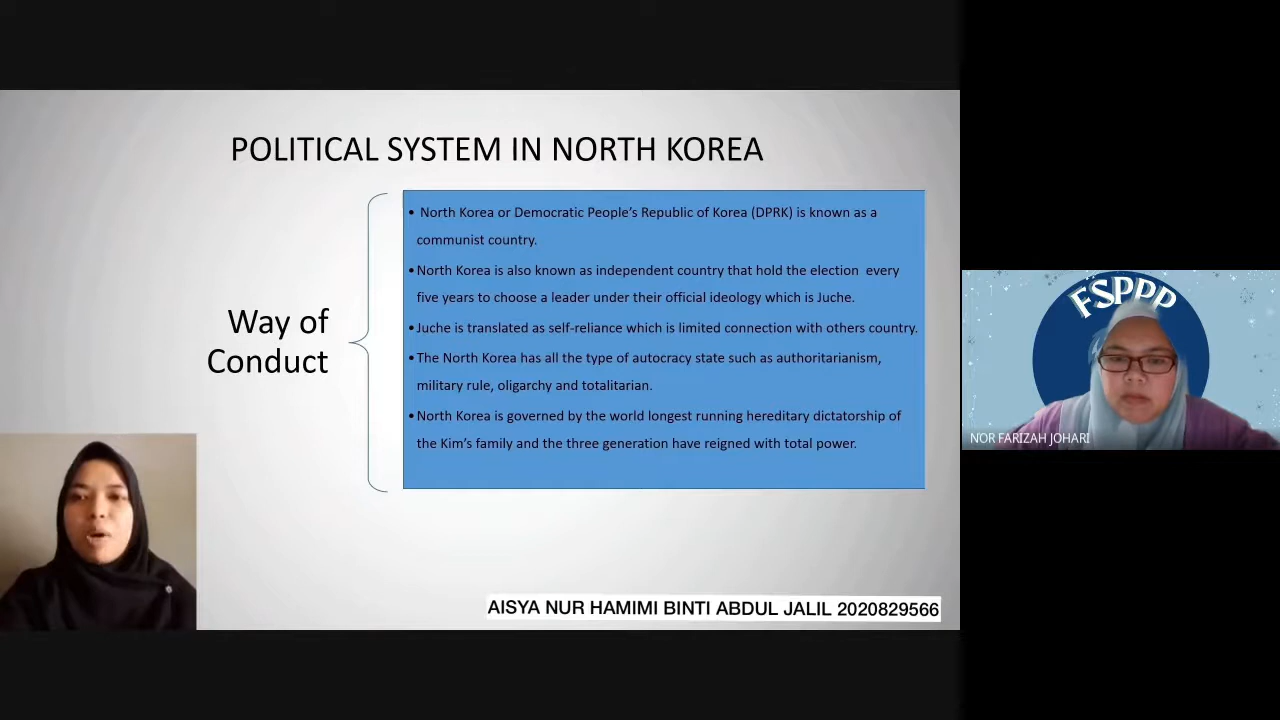 POLITICAL SYSTEM IN NORTH KOREA
Way of
Conduct
• North Korea or Democratic People's Republic of Korea (DPRK) is known as a
communist country.
•North Korea is also known as independent country that hold the election every
five years to choose a leader under their official ideology which is Juche.
•Juche is translated as self-reliance which is limited connection with others country.
•The North Korea has all the type of autocracy state such as authoritarianism,
military rule, oligarchy and totalitarian.
•North Korea is governed by the world longest running hereditary dictatorship of
the Kim's family and the three generation have reigned with total power.
AISYA NUR HAMIMI BINTI ABDUL JALIL 2020829566
FSPPP
NOR FARIZAH JOHARI